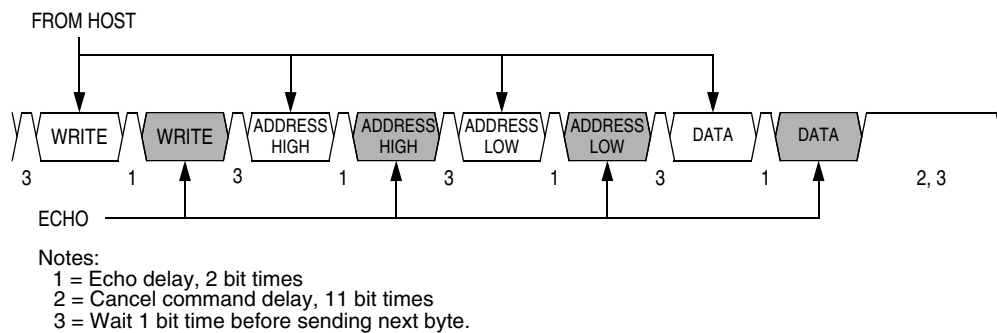 FROM HOST
WRITE WRITE ADDRESS HIGH ADDRESS HIGH ADDRESS LOW ADDRESS LOW DATA DATA
3 1 3 1 3 1 3 1 2, 3
ECHO
Notes:
1 = Echo delay, 2 bit times
2 = Cancel command delay, 11 bit times
3 = Wait 1 bit time before sending next byte.